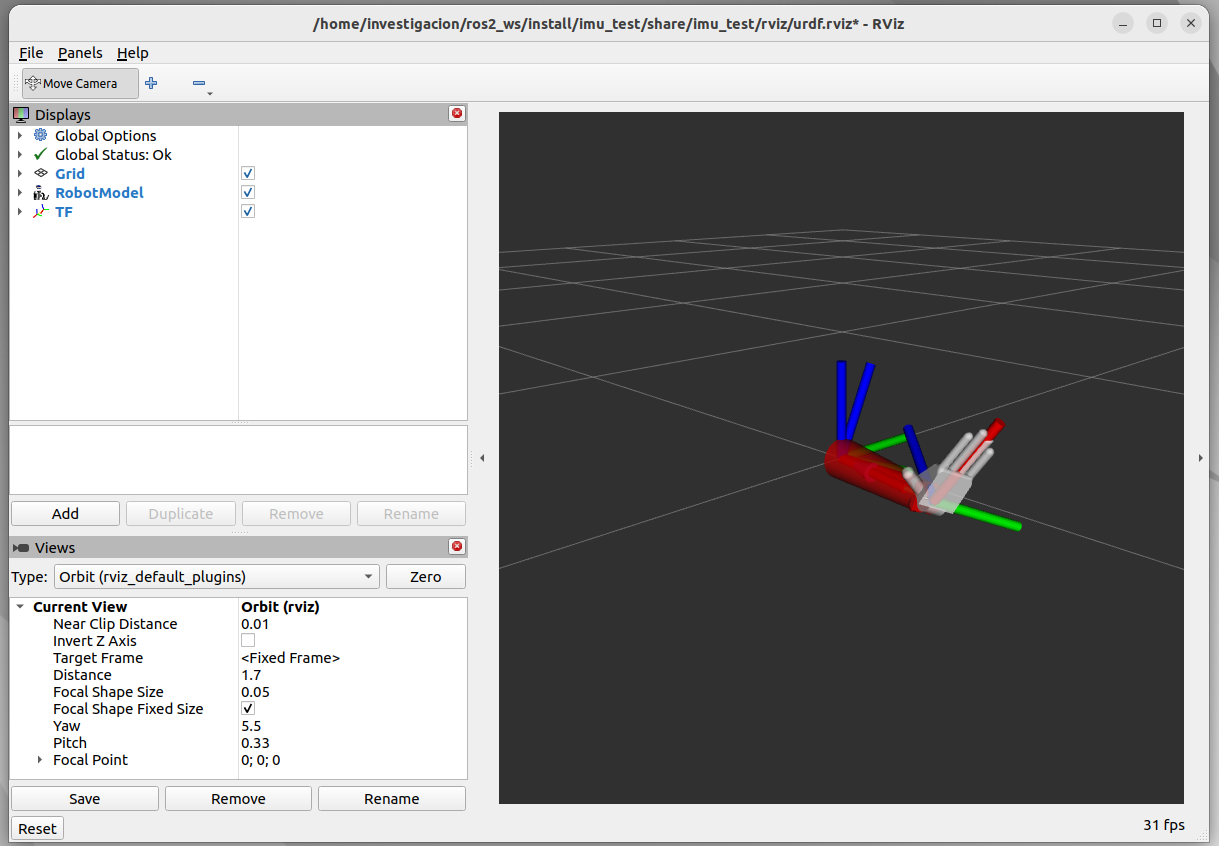 /home/investigacion/ros2_ws/install/imu_test/share/imu_test/rviz/urdf.rviz* - RViz
File Panels Help
Move Camera
Displays
Global Options
Global Status: Ok
Grid
RobotModel
TF
Add Duplicate Remove Rename
Views
Type: Orbit (rviz_default_plugins) Zero
Current View Orbit (rviz)
Near Clip Distance 0.01
Invert Z Axis
Target Frame <Fixed Frame>
Distance 1.7
Focal Shape Size 0.05
Focal Shape Fixed Size
Yaw 5.5
Pitch 0.33
Focal Point 0; 0; 0
Save Remove Rename
Reset
31 fps